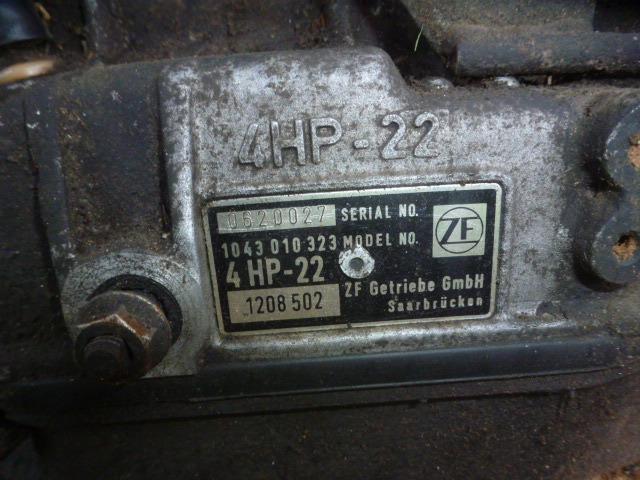 4HP-22
0620027 SERIAL NO.
1043 010 323 MODEL NO.
ZF
4 HP-22
1208 502
ZF Getriebe GmbH
Saarbrücken